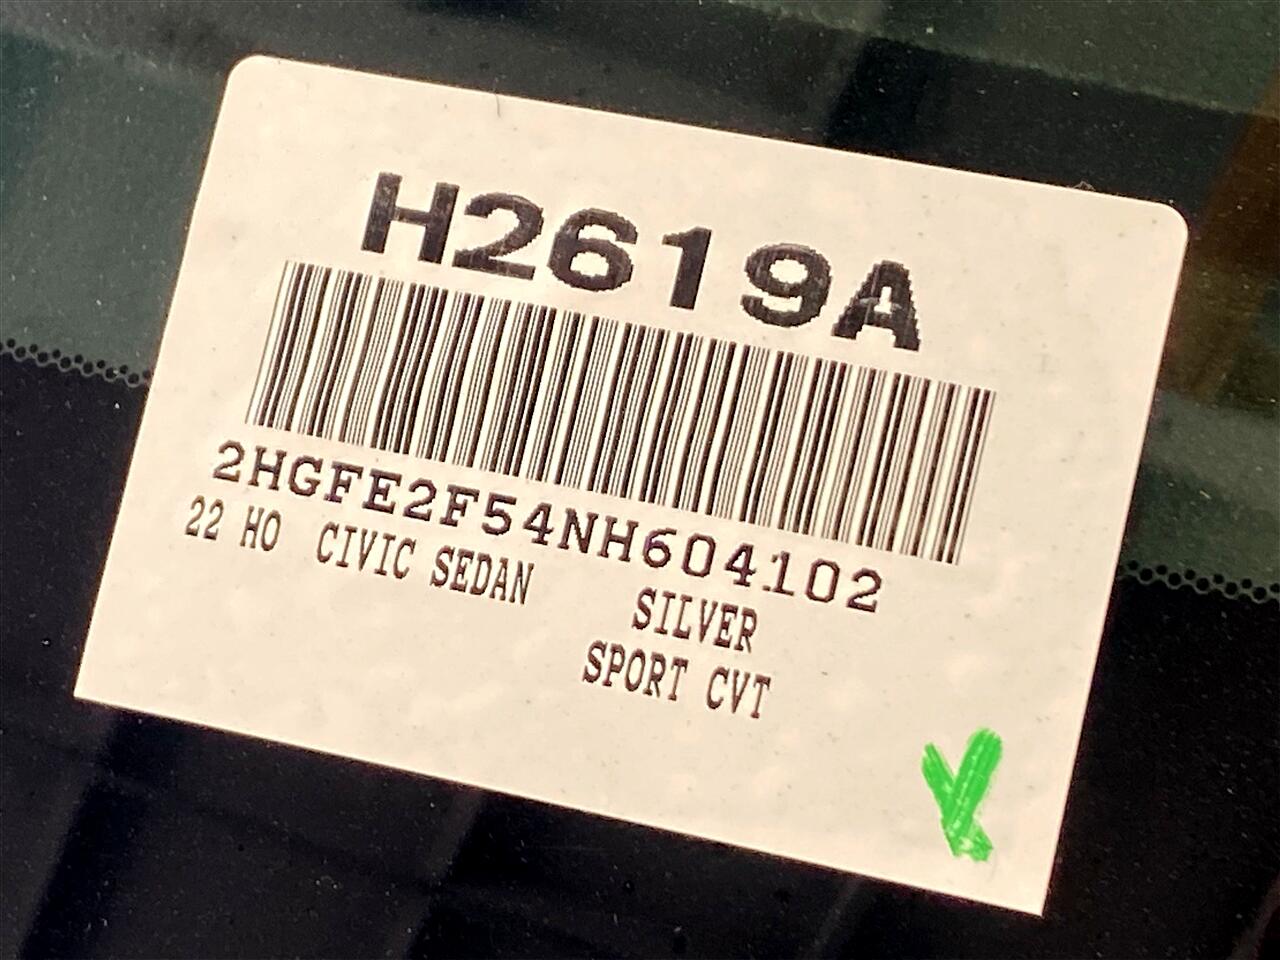 H2619A
2HGFE2F54NH604102
22 HO CIVIC SEDAN SILVER
SPORT CVT